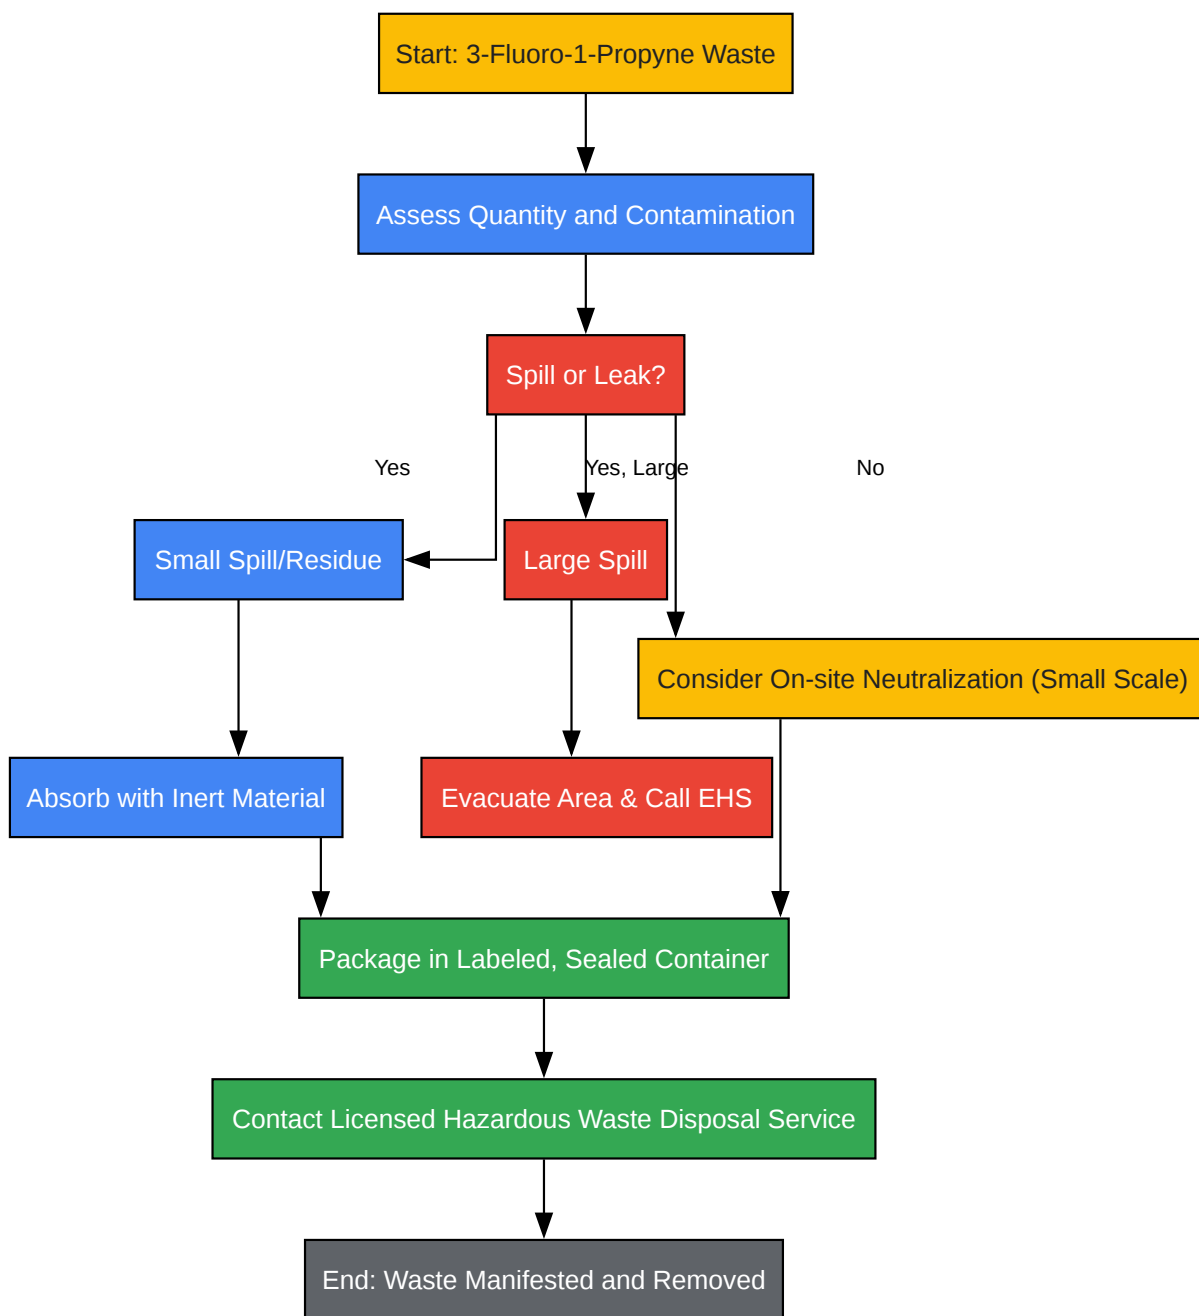 Start: 3-Fluoro-1-Propyne Waste
Assess Quantity and Contamination
Spill or Leak?
Yes
Yes, Large
No
Small Spill/Residue
Large Spill
Consider On-site Neutralization (Small Scale)
Absorb with Inert Material
Evacuate Area & Call EHS
Package in Labeled, Sealed Container
Contact Licensed Hazardous Waste Disposal Service
End: Waste Manifested and Removed